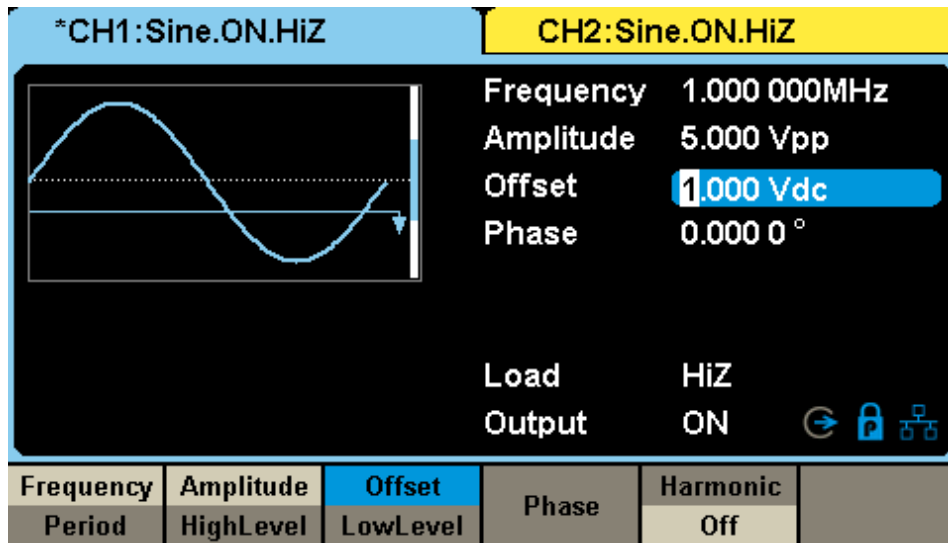 *CH1:Sine.ON.HiZ
CH2:Sine.ON.HiZ
Frequency 1.000 000MHz
Amplitude 5.000 Vpp
Offset 1.000 Vdc
Phase 0.000 0 °
Load HiZ
Output ON
P
Frequency Amplitude Offset Phase Harmonic
Period HighLevel LowLevel Off